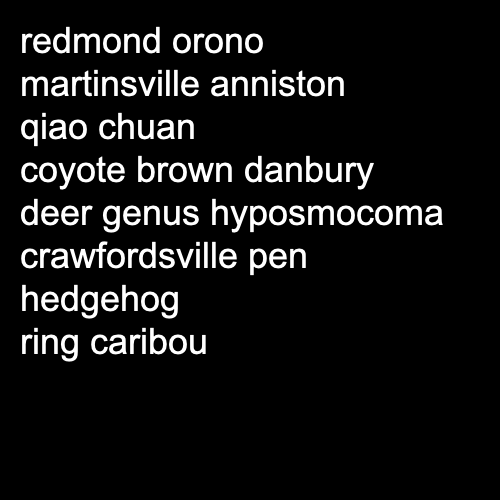 redmond orono
martinsville anniston
qiao chuan
coyote brown danbury
deer genus hyposmocoma
crawfordsville pen
hedgehog
ring caribou